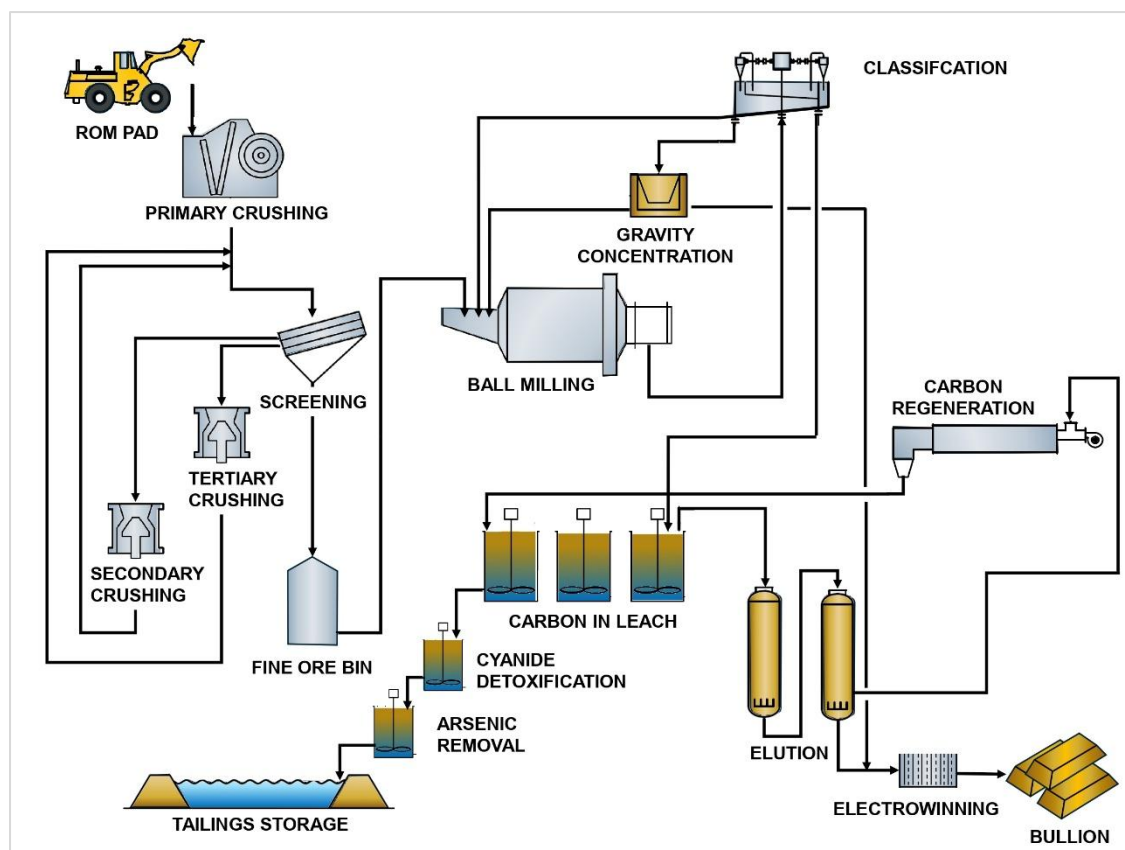 CLASSIFCATION
ROM PAD
PRIMARY CRUSHING
GRAVITY
CONCENTRATION
BALL MILLING
SCREENING
CARBON
REGENERATION
TERTIARY
CRUSHING
SECONDARY
CRUSHING
CARBON IN LEACH
FINE ORE BIN
CYANIDE
DETOXIFICATION
ARSENIC
REMOVAL
ELUTION
ELECTROWINNING
TAILINGS STORAGE
BULLION